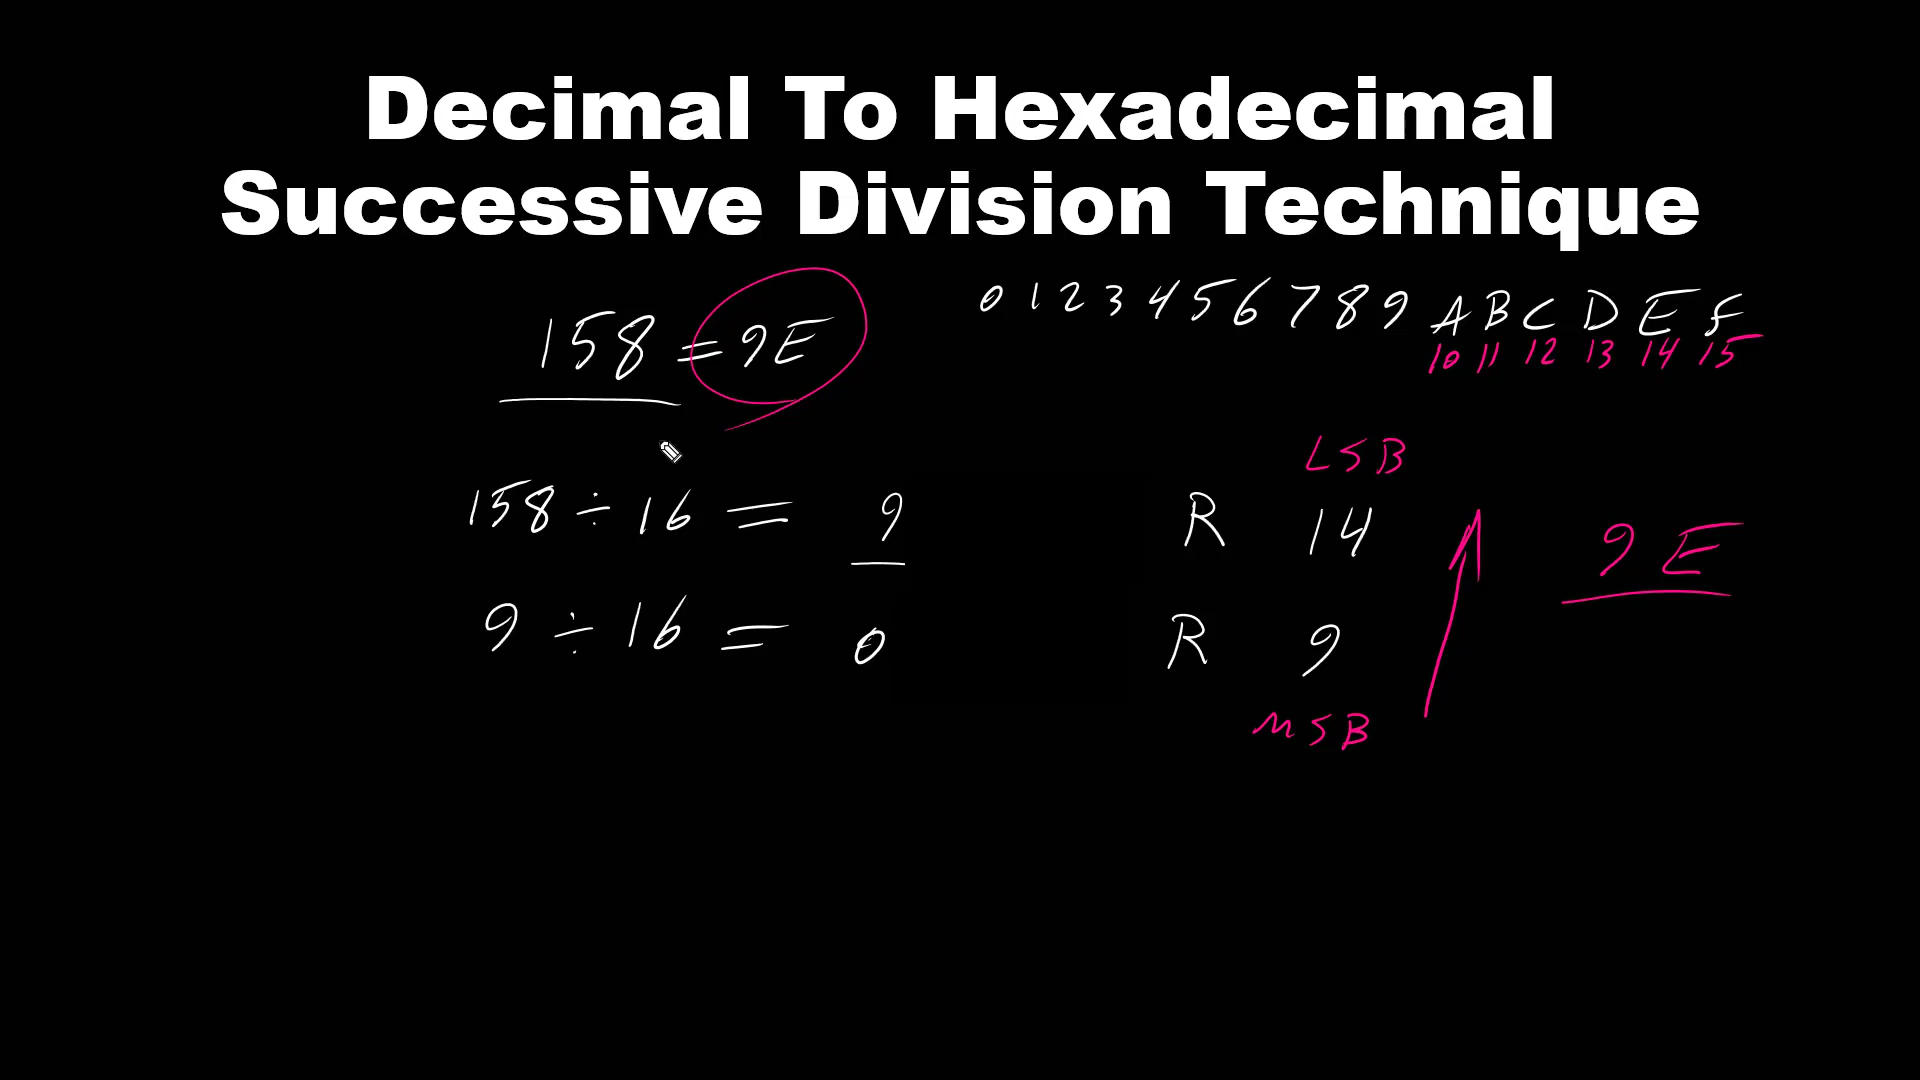 Decimal To Hexadecimal
Successive Division Technique
0 1 2 3 4 5 6 7 8 9 A B C D E F
158 = 9E
10 11 12 13 14 15
LSB
158 ÷ 16 = 9 R 14
9E
9 ÷ 16 = 0 R 9
MSB